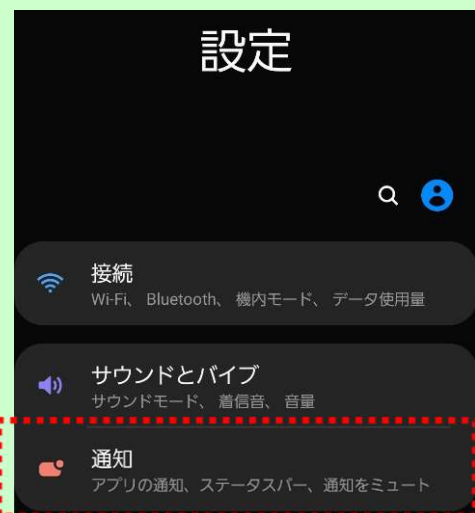 設定
接続
Wi-Fi、 Bluetooth、 機内モード、 データ使用量
サウンドとバイブ
サウンドモード、 着信音、 音量
通知
アプリの通知、ステータスバー、通知をミュート